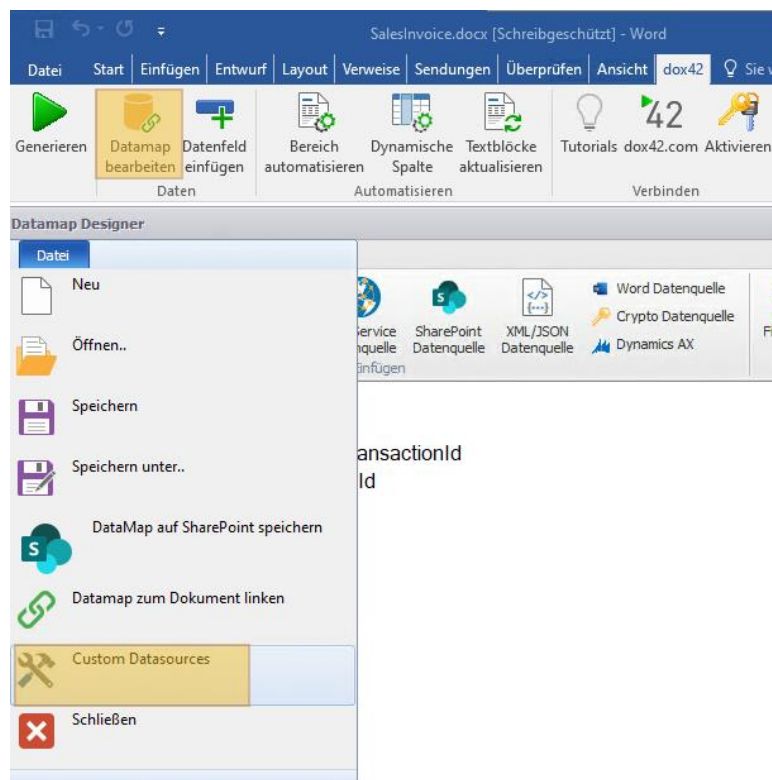 SalesInvoice.docx [Schreibgeschützt] - Word
Datei Start Einfügen Entwurf Layout Verweise Sendungen Überprüfen Ansicht dox42 Sie
Generieren Datamap bearbeiten Datenfeld einfügen Bereich automatisieren Dynamische Spalte Textblöcke aktualisieren Tutorials dox42.com Aktivieren
42
Daten Automatisieren Verbinden
Datamap Designer
Datei
Neu
Öffnen..
Speichern
Speichern unter..
DataMap auf SharePoint speichern
Datamap zum Dokument linken
Custom Datasources
Schließen
SharePoint Datenquelle XML/JSON Datenquelle
Word Datenquelle
Crypto Datenquelle
Dynamics AX
ansactionId
Id